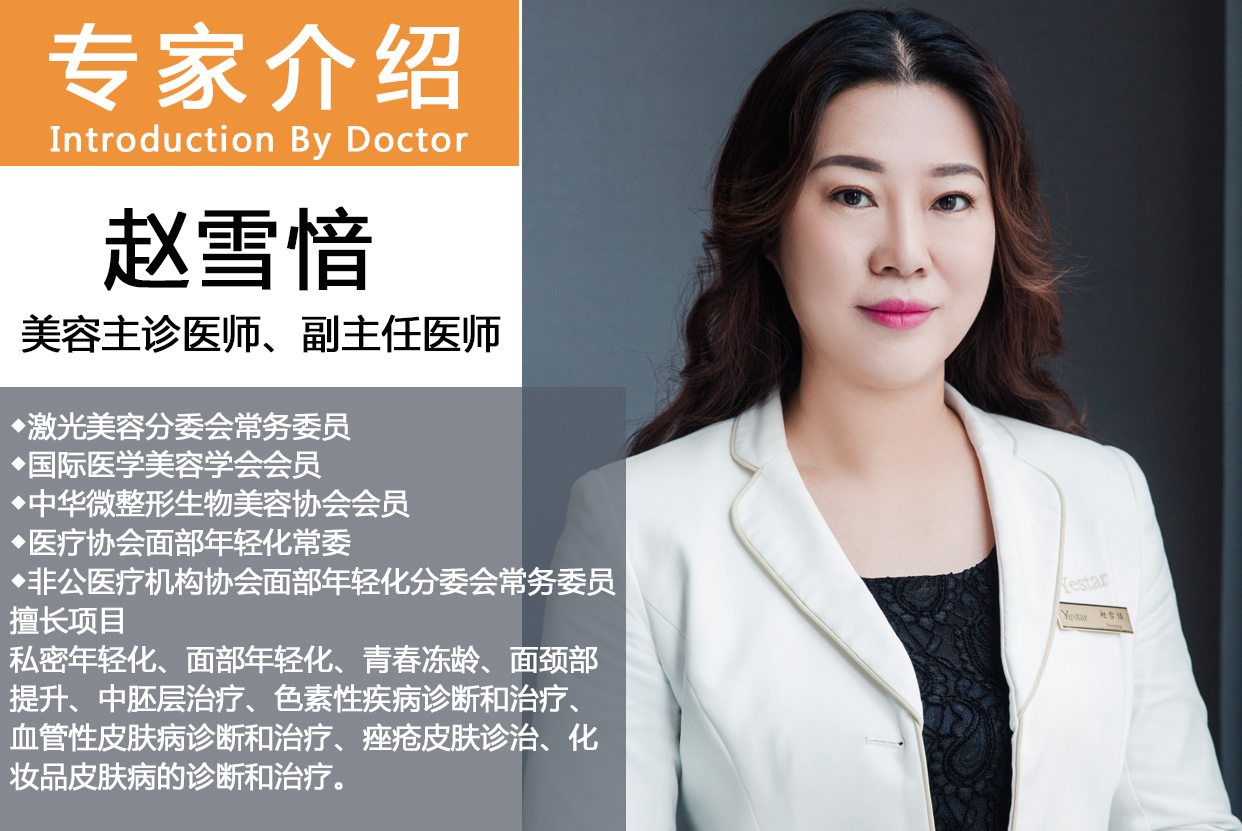 专家介绍
Introduction By Doctor
赵雪愔
美容主诊医师、副主任医师
◆激光美容分委会常务委员
◆国际医学美容学会会员
◆中华微整形生物美容协会会员
◆医疗协会面部年轻化常委
◆非公医疗机构协会面部年轻化分委会常务委员
擅长项目
私密年轻化、面部年轻化、青春冻龄、面颈部
提升、中胚层治疗、色素性疾病诊断和治疗、
血管性皮肤病诊断和治疗、痤疮皮肤诊治、化
妆品皮肤病的诊断和治疗。
Yestar
Yestar 赵雪愔